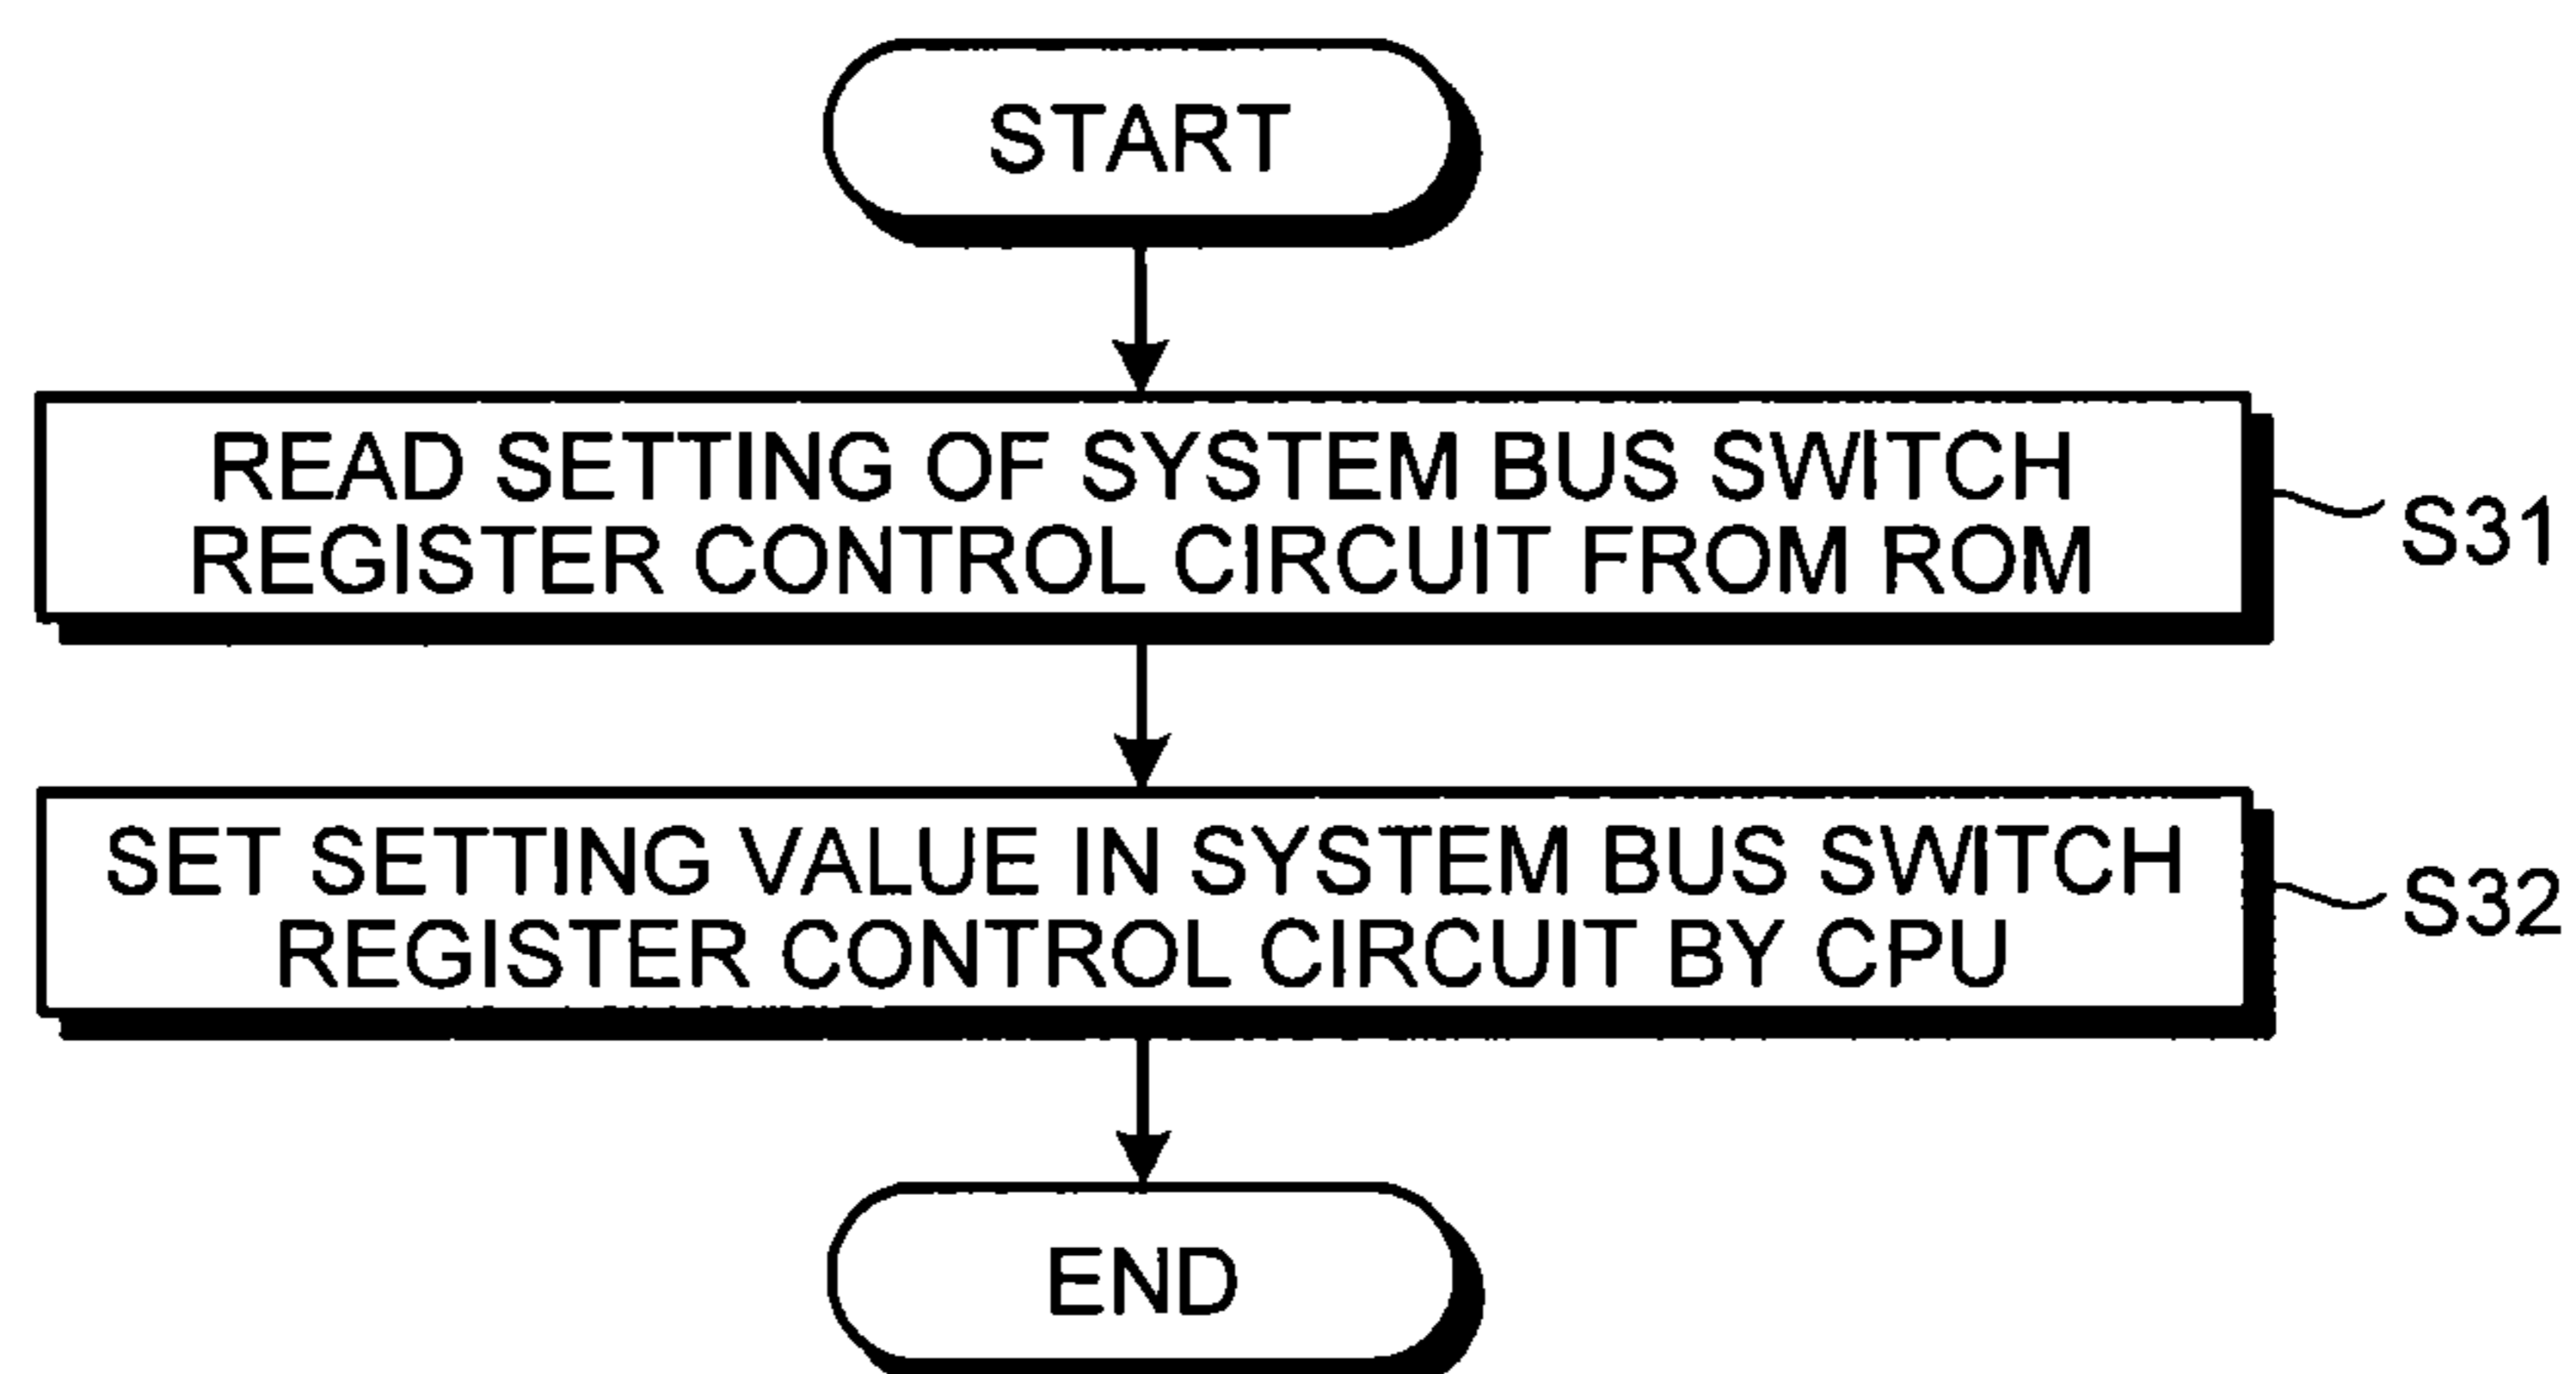 START
READ SETTING OF SYSTEM BUS SWITCH
REGISTER CONTROL CIRCUIT FROM ROM
S31
SET SETTING VALUE IN SYSTEM BUS SWITCH
REGISTER CONTROL CIRCUIT BY CPU
S32
END